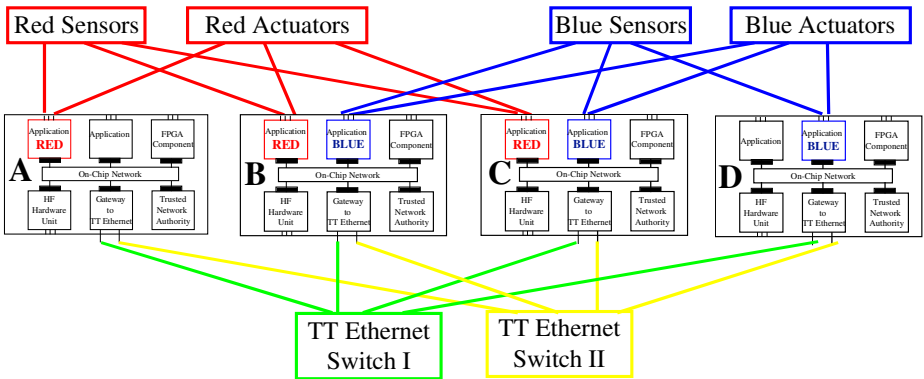 Red Sensors
Red Actuators
Blue Sensors
Blue Actuators
A
Application
RED
Application
FPGA
Component
On-Chip Network
HF
Hardware
Unit
Gateway
to
TT Ethernet
Trusted
Network
Authority
B
Application
RED
Application
BLUE
FPGA
Component
On-Chip Network
HF
Hardware
Unit
Gateway
to
TT Ethernet
Trusted
Network
Authority
C
Application
RED
Application
BLUE
FPGA
Component
On-Chip Network
HF
Hardware
Unit
Gateway
to
TT Ethernet
Trusted
Network
Authority
D
Application
Application
BLUE
FPGA
Component
On-Chip Network
HF
Hardware
Unit
Gateway
to
TT Ethernet
Trusted
Network
Authority
TT Ethernet
Switch I
TT Ethernet
Switch II